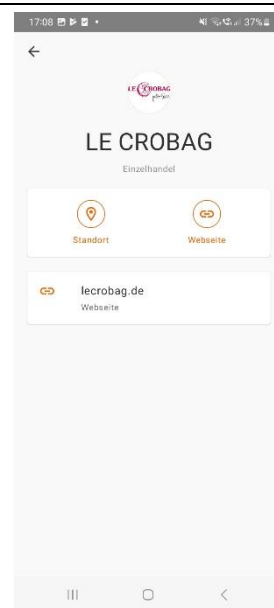 17:08
37%
LE CROBAG
LE CROBAG
Einzelhandel
Standort
Webseite
lecrobag.de
Webseite